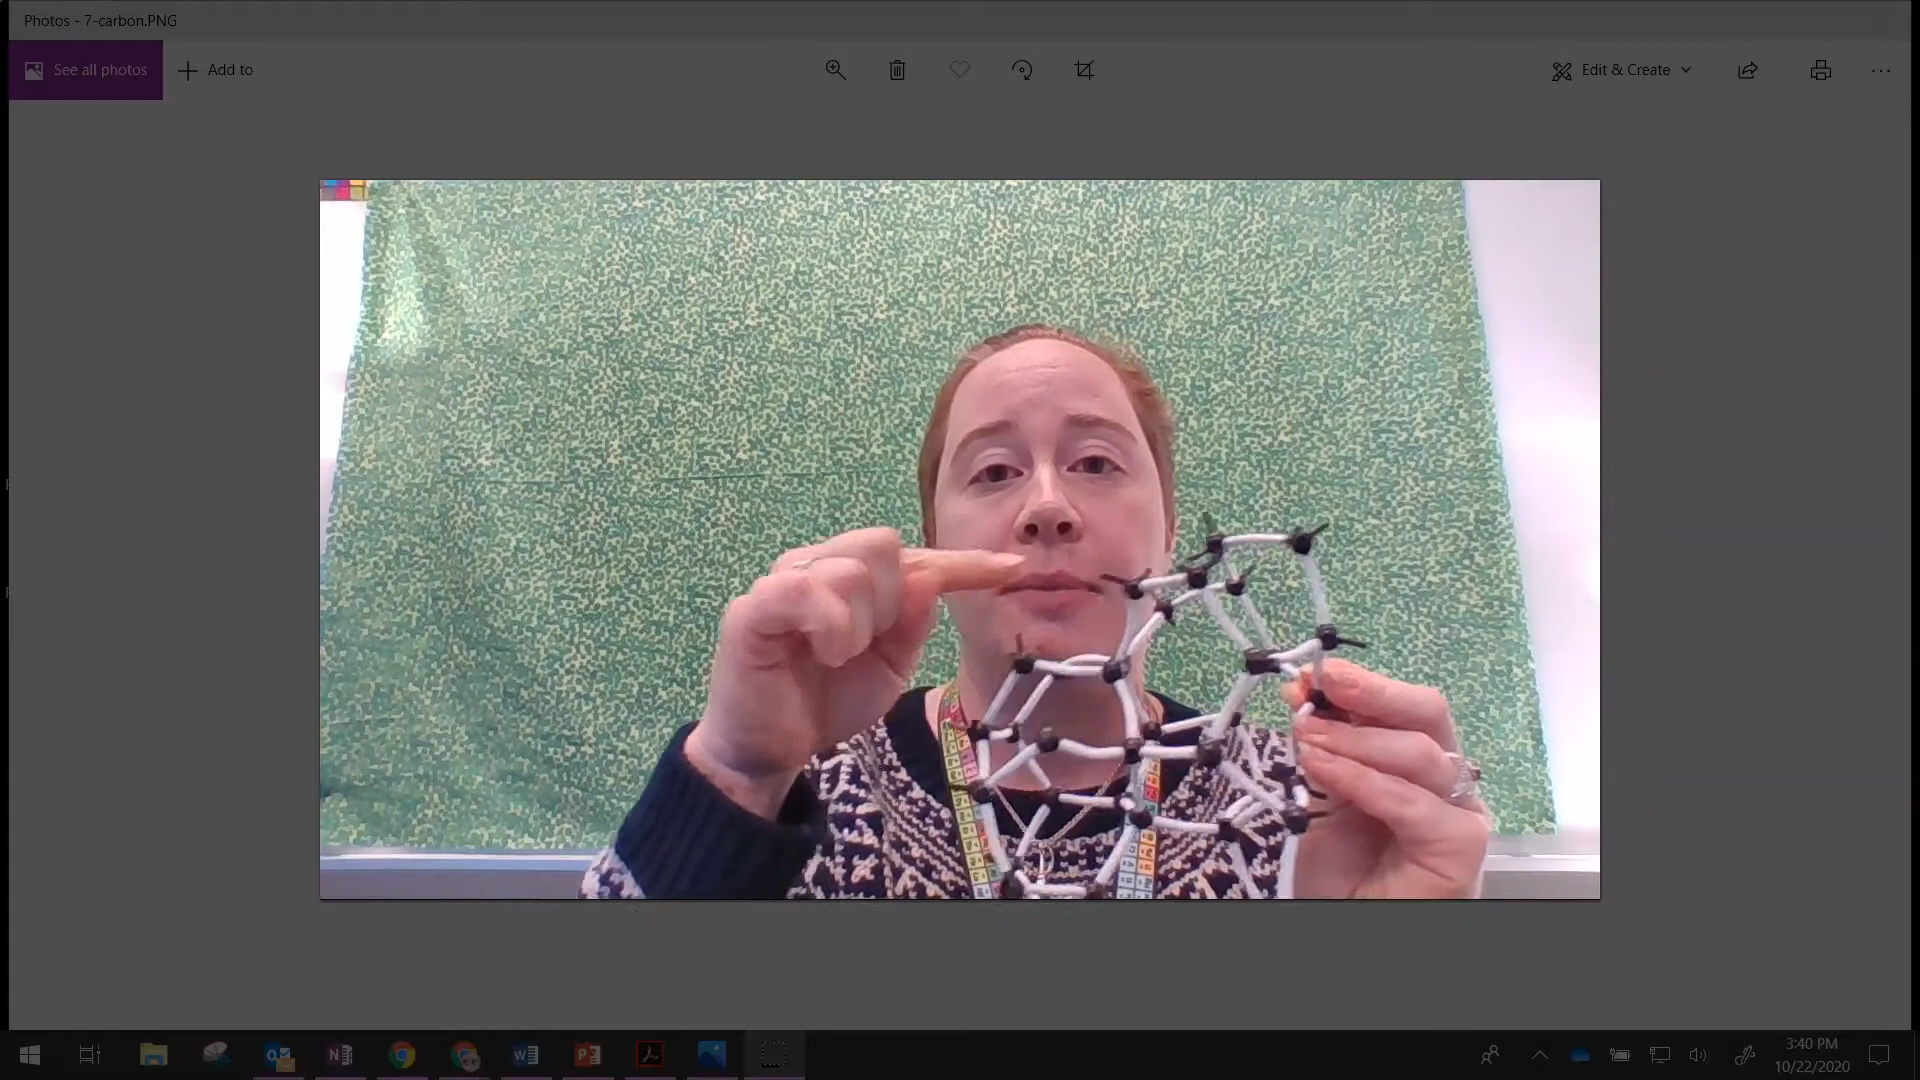 Photos - 7-carbon.PNG
See all photos
Add to
Edit & Create
3:40 PM
10/22/2020